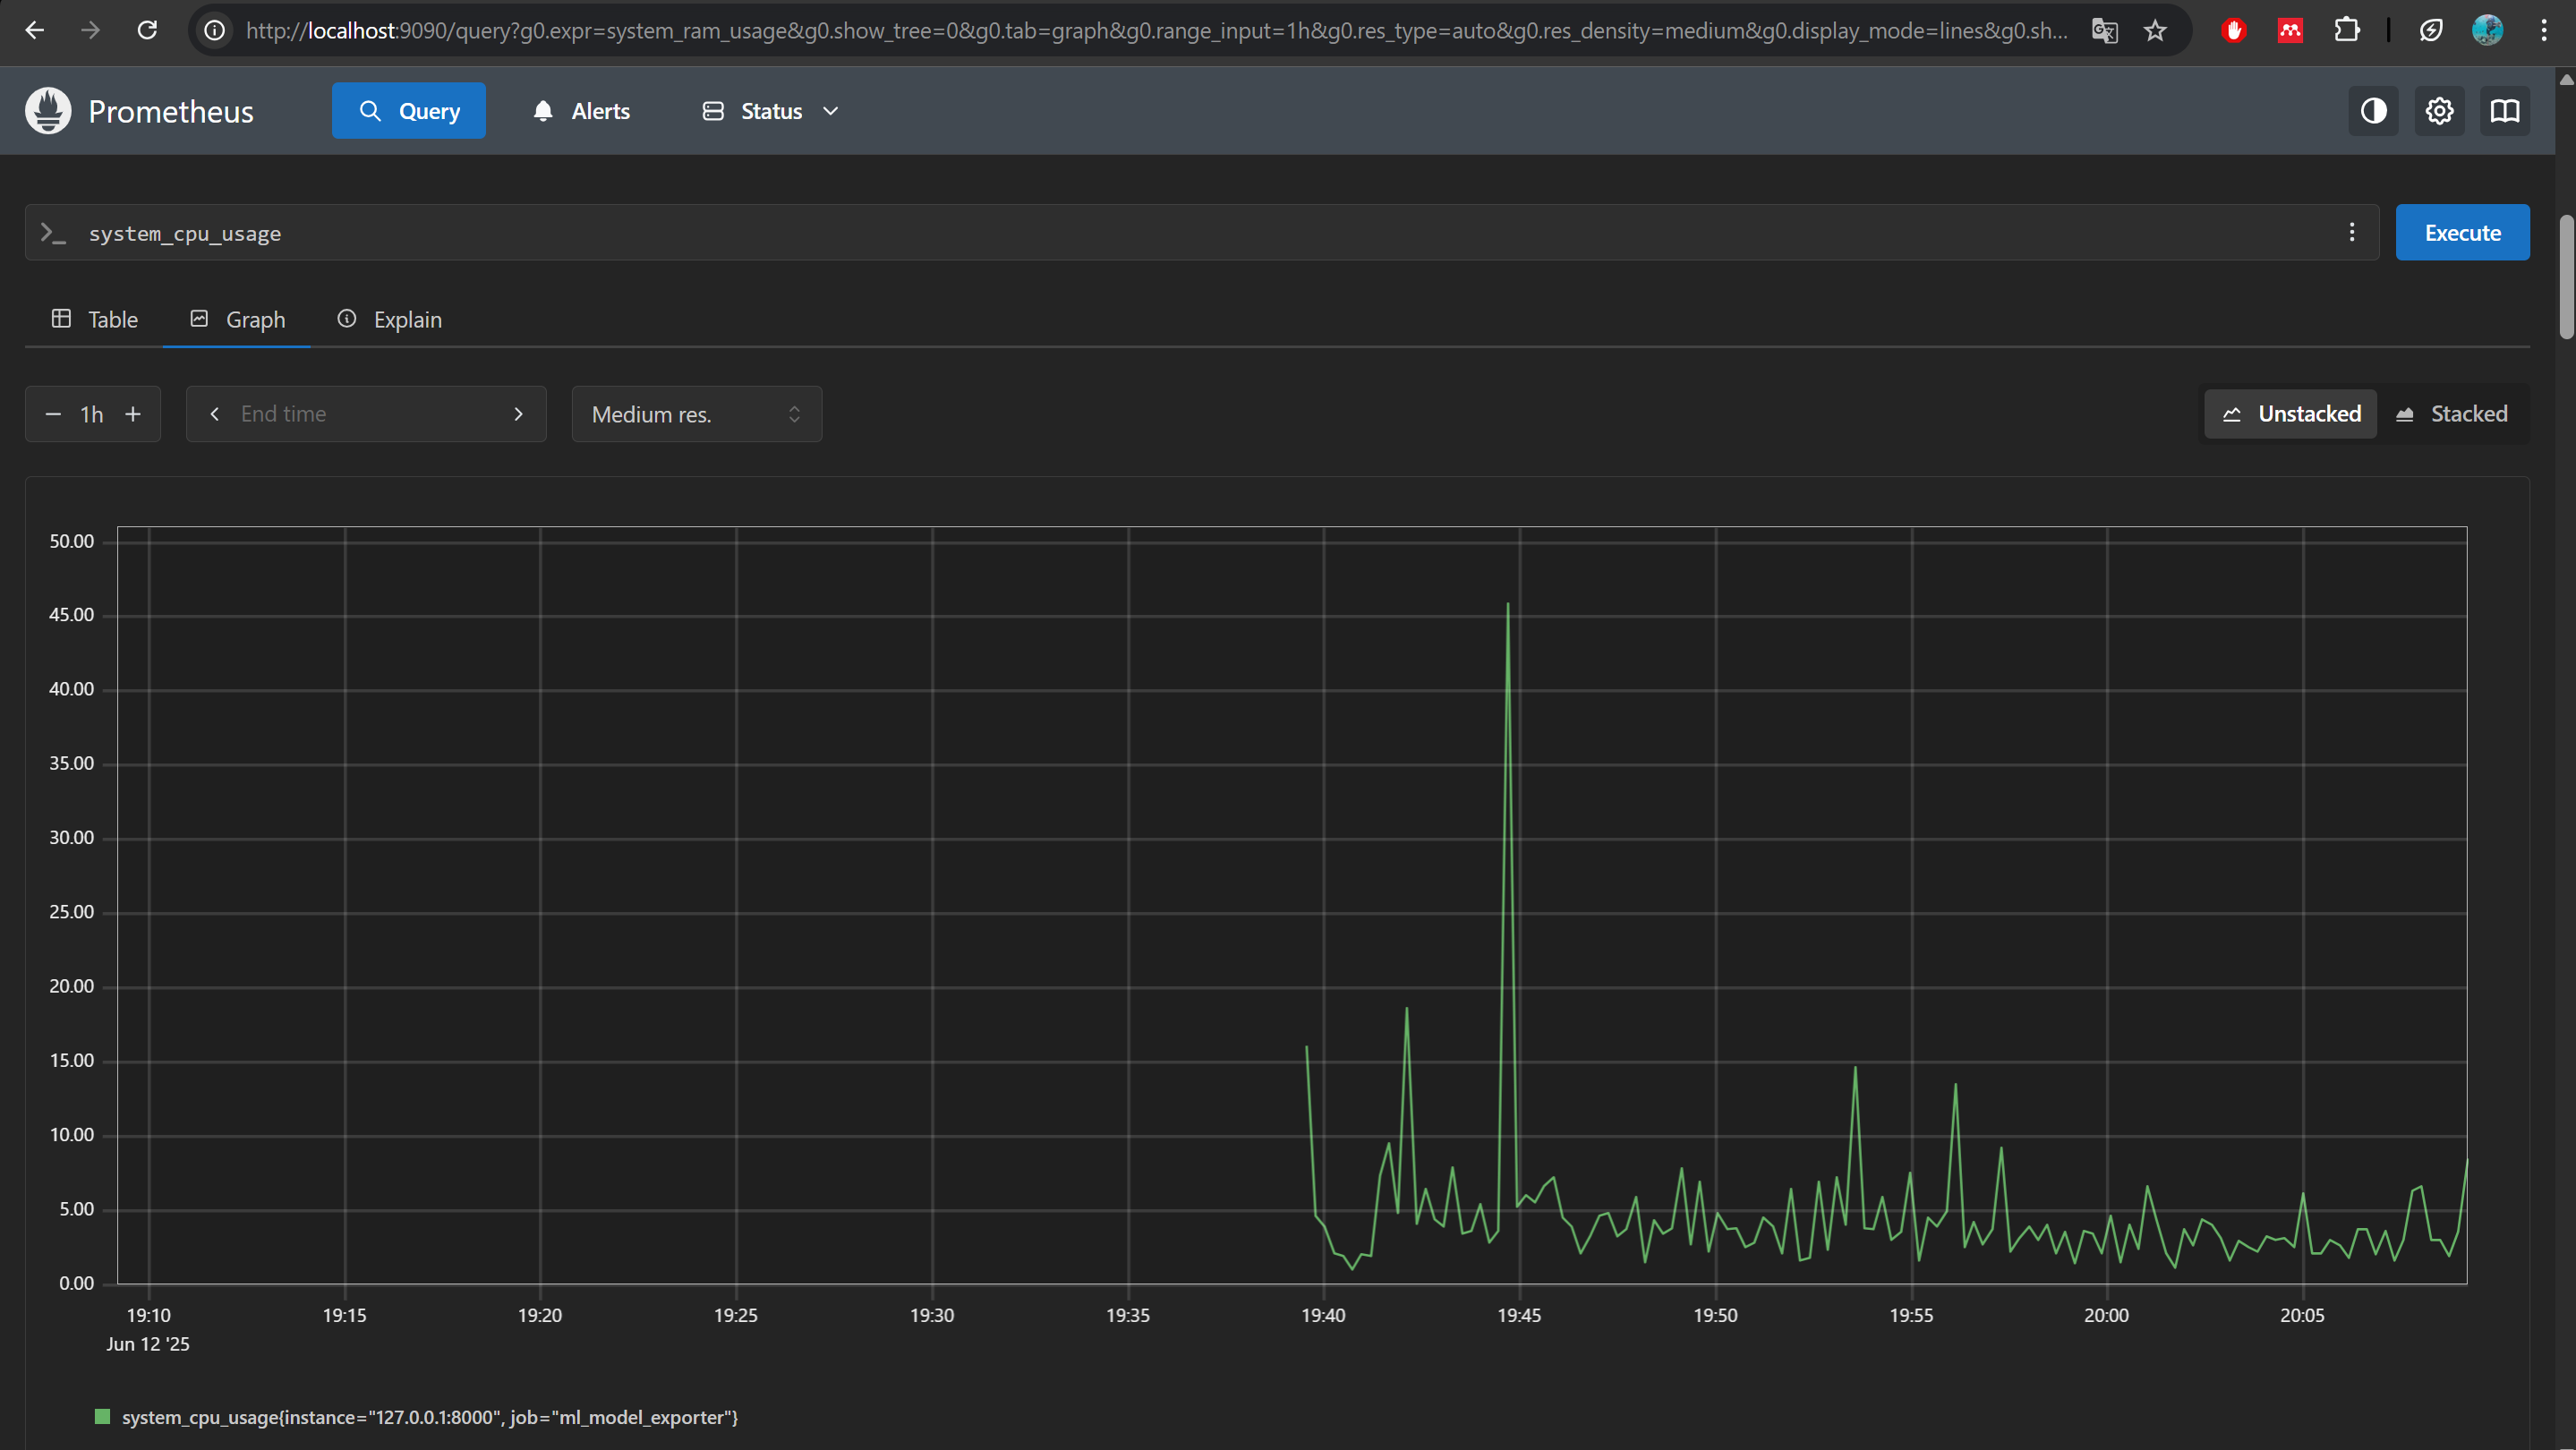 http://localhost:9090/query?g0.expr=system_ram_usage&g0.show_tree=0&g0.tab=graph&g0.range_input=1h&g0.res_type=auto&g0.res_density=medium&g0.display_mode=lines&g0.sh...
Prometheus Query Alerts Status
system_cpu_usage Execute
Table Graph Explain
1h End time Medium res. Unstacked Stacked
50.00
45.00
40.00
35.00
30.00
25.00
20.00
15.00
10.00
5.00
0.00
19:10 19:15 19:20 19:25 19:30 19:35 19:40 19:45 19:50 19:55 20:00 20:05
Jun 12 '25
system_cpu_usage{instance="127.0.0.1:8000", job="ml_model_exporter"}